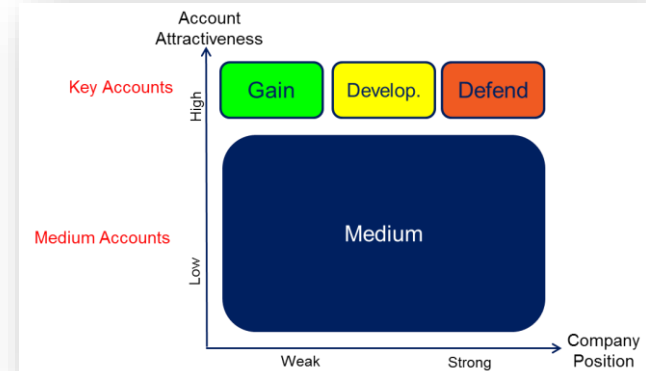 Account
Attractiveness
Key Accounts
High
Gain
Develop.
Defend
Medium Accounts
Medium
Low
Weak
Strong
Company
Position